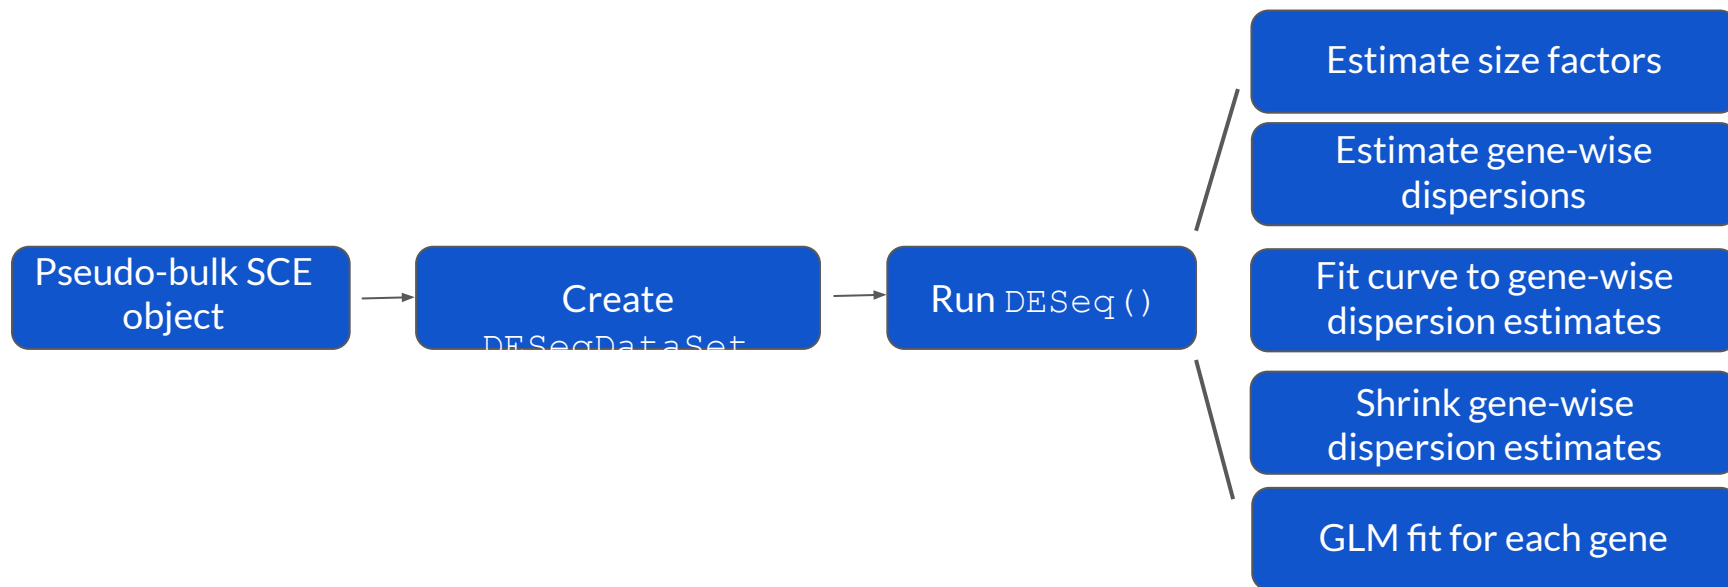 Pseudo-bulk SCE
object
Create
DESeqDataSet
Run DESeq()
Estimate size factors
Estimate gene-wise
dispersions
Fit curve to gene-wise
dispersion estimates
Shrink gene-wise
dispersion estimates
GLM fit for each gene